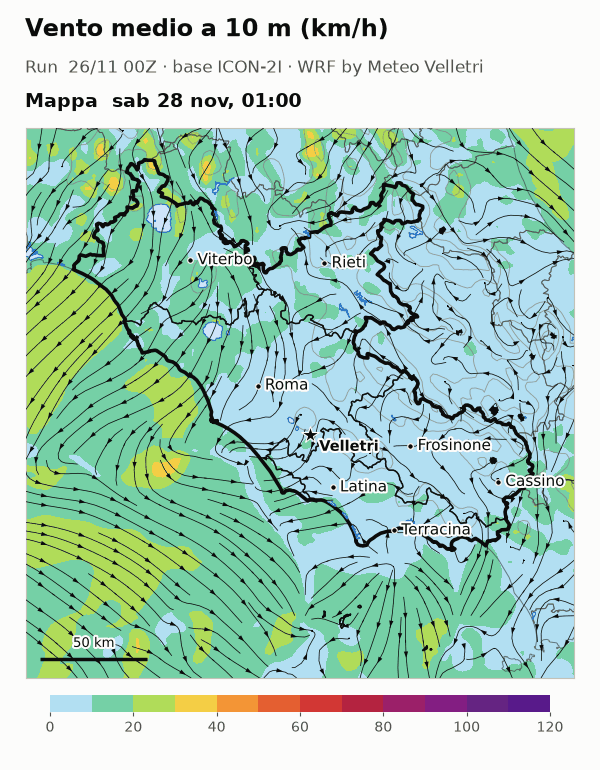 Vento medio a 10 m (km/h)
Run 26/11 00Z · base ICON-2I · WRF by Meteo Velletri
Mappa sab 28 nov, 01:00
Viterbo
Rieti
Roma
Velletri
Frosinone
Latina
Cassino
Terracina
50 km
0 20 40 60 80 100 120